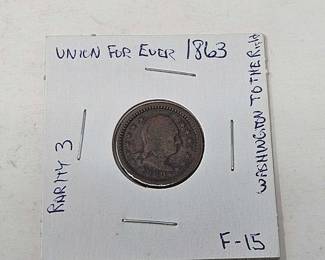 UNION FOR EVER 1863
RARITY 3
WASHINGTON TO THE RIGHT
F-15